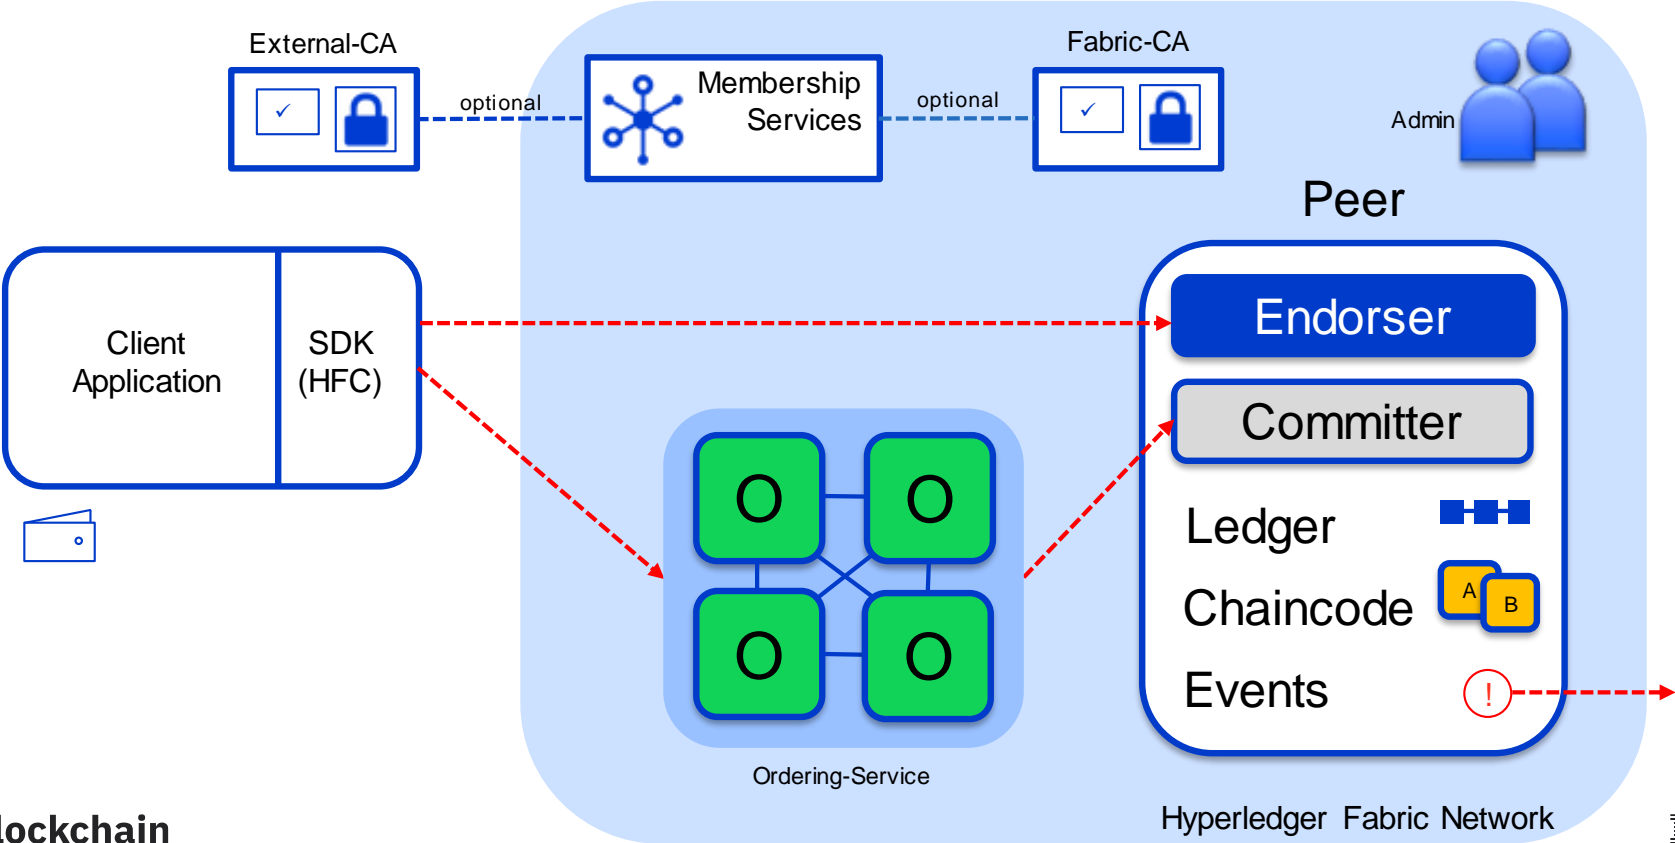 External-CA
Fabric-CA
optional
Membership
Services
optional
Admin
Peer
Client
Application
SDK
(HFC)
Endorser
Committer
O
O
O
O
Ledger
Chaincode
A
B
Events
!
Ordering-Service
Hyperledger Fabric Network
lockchain